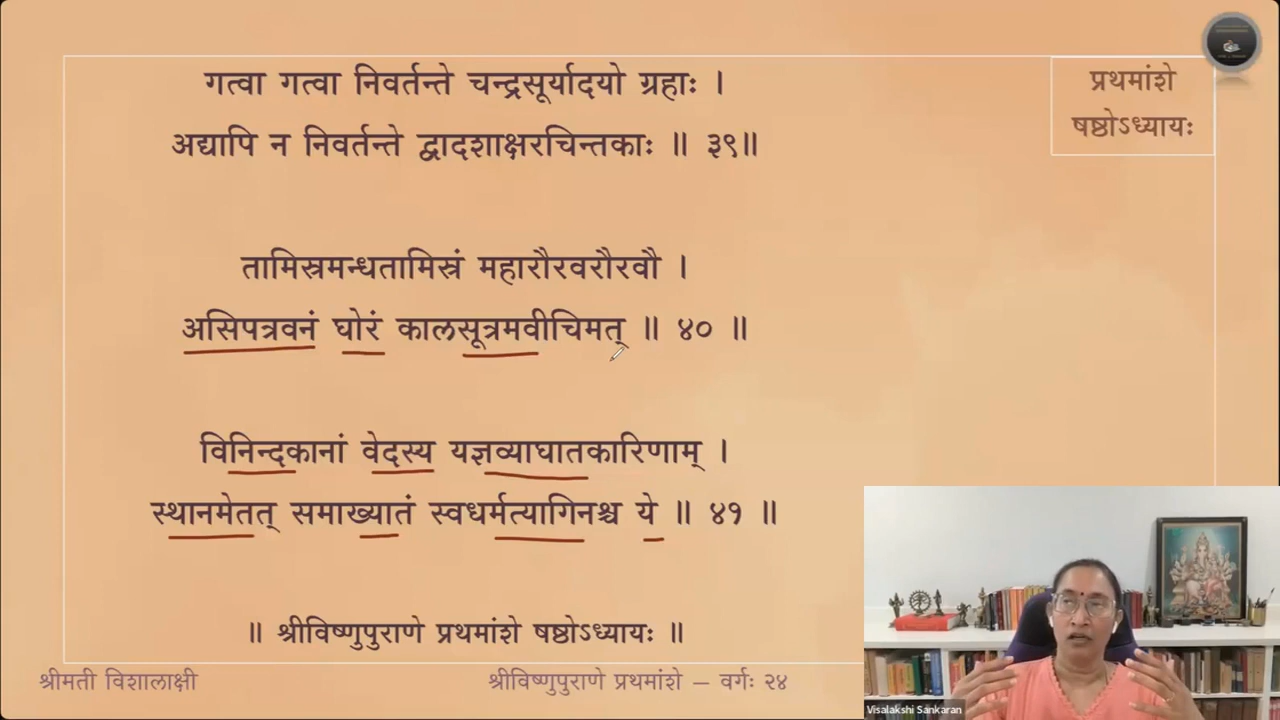 गत्वा गत्वा निवर्तन्ते चन्द्रसूर्यादयो ग्रहाः ।
अद्यापि न निवर्तन्ते द्वादशाक्षरचिन्तकाः ॥ ३९॥
प्रथमांशे
षष्ठोऽध्यायः
तामिस्रमन्धतामिस्रं महारौरवरौरवौ ।
असिपत्रवनं घोरं कालसूत्रमवीचिमत् ॥ ४० ॥
विनिन्दकानां वेदस्य यज्ञव्याघातकारिणाम् ।
स्थानमेतत् समाख्यातं स्वधर्मत्यागिनश्च ये ॥ ४१ ॥
॥ श्रीविष्णुपुराणे प्रथमांशे षष्ठोऽध्यायः ॥
श्रीमती विशालाक्षी
श्रीविष्णुपुराणे प्रथमांशे – वर्गः २४
Visalakshi Sankaran